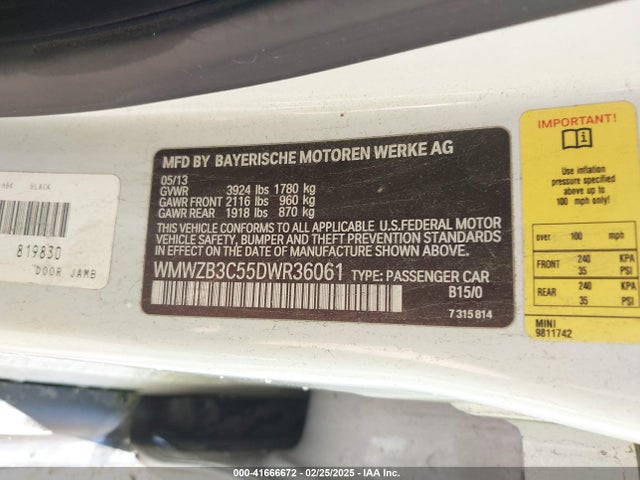 HBK BLACK
819830
DOOR JAMB
MFD BY BAYERISCHE MOTOREN WERKE AG
05/13
GVWR 3924 lbs 1780 kg
GAWR FRONT 2116 lbs 960 kg
GAWR REAR 1918 lbs 870 kg
THIS VEHICLE CONFORMS TO ALL APPLICABLE U.S.FEDERAL MOTOR
VEHICLE SAFETY, BUMPER AND THEFT PREVENTION STANDARDS IN
EFFECT ON THE DATE OF MANUFACTURE SHOWN ABOVE.
WMWZB3C55DWR36061 TYPE: PASSENGER CAR
B15/0
7 315 814
IMPORTANT!
Use inflation
pressure specified
above up to
100 mph only!
over 100 mph
FRONT 240 KPA
35 PSI
REAR 240 KPA
35 PSI
MINI
9811742
000-41666672 / 02/25/2025 / IAA Inc.